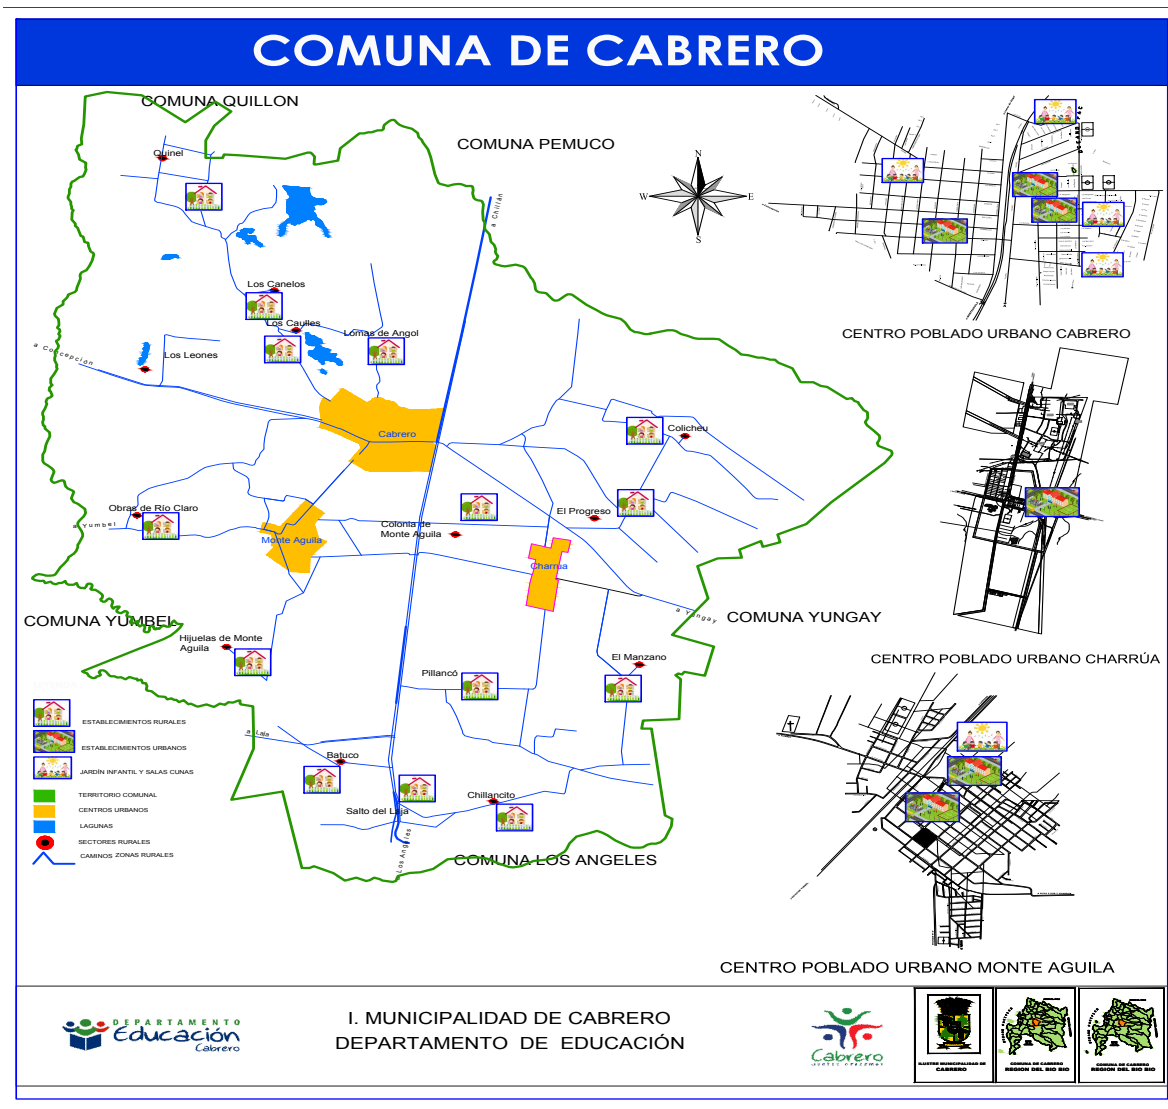 COMUNA DE CABRERO
COMUNA QUILLON
COMUNA PEMUCO
N
W
E
S
Quinel
a Chillán
Los Canelos
Los Caulles
Lomas de Angol
Los Leones
a Concepción
CENTRO POBLADO URBANO CABRERO
Cabrero
Colicheu
Obras de Río Claro
a Yumbel
Monte Aguila
Colonia de
Monte Aguila
El Progreso
Charrúa
a Yungay
COMUNA YUMBEL
COMUNA YUNGAY
Hijuelas de Monte
Aguila
El Manzano
Pillancó
CENTRO POBLADO URBANO CHARRÚA
a Laja
Batuco
Salto del Laja
Chillancito
Los Angeles
COMUNA LOS ANGELES
ESTABLECIMIENTOS RURALES
ESTABLECIMIENTOS URBANOS
JARDÍN INFANTIL Y SALAS CUNAS
TERRITORIO COMUNAL
CENTROS URBANOS
LAGUNAS
SECTORES RURALES
CAMINOS ZONAS RURALES
CENTRO POBLADO URBANO MONTE AGUILA
DEPARTAMENTO
Educación
Cabrero
I. MUNICIPALIDAD DE CABRERO
DEPARTAMENTO DE EDUCACIÓN
Cabrero
ILUSTRE MUNICIPALIDAD DE
CABRERO
COMUNA DE CABRERO
REGION DEL BIO BIO
COMUNA DE CABRERO
REGION DEL BIO BIO